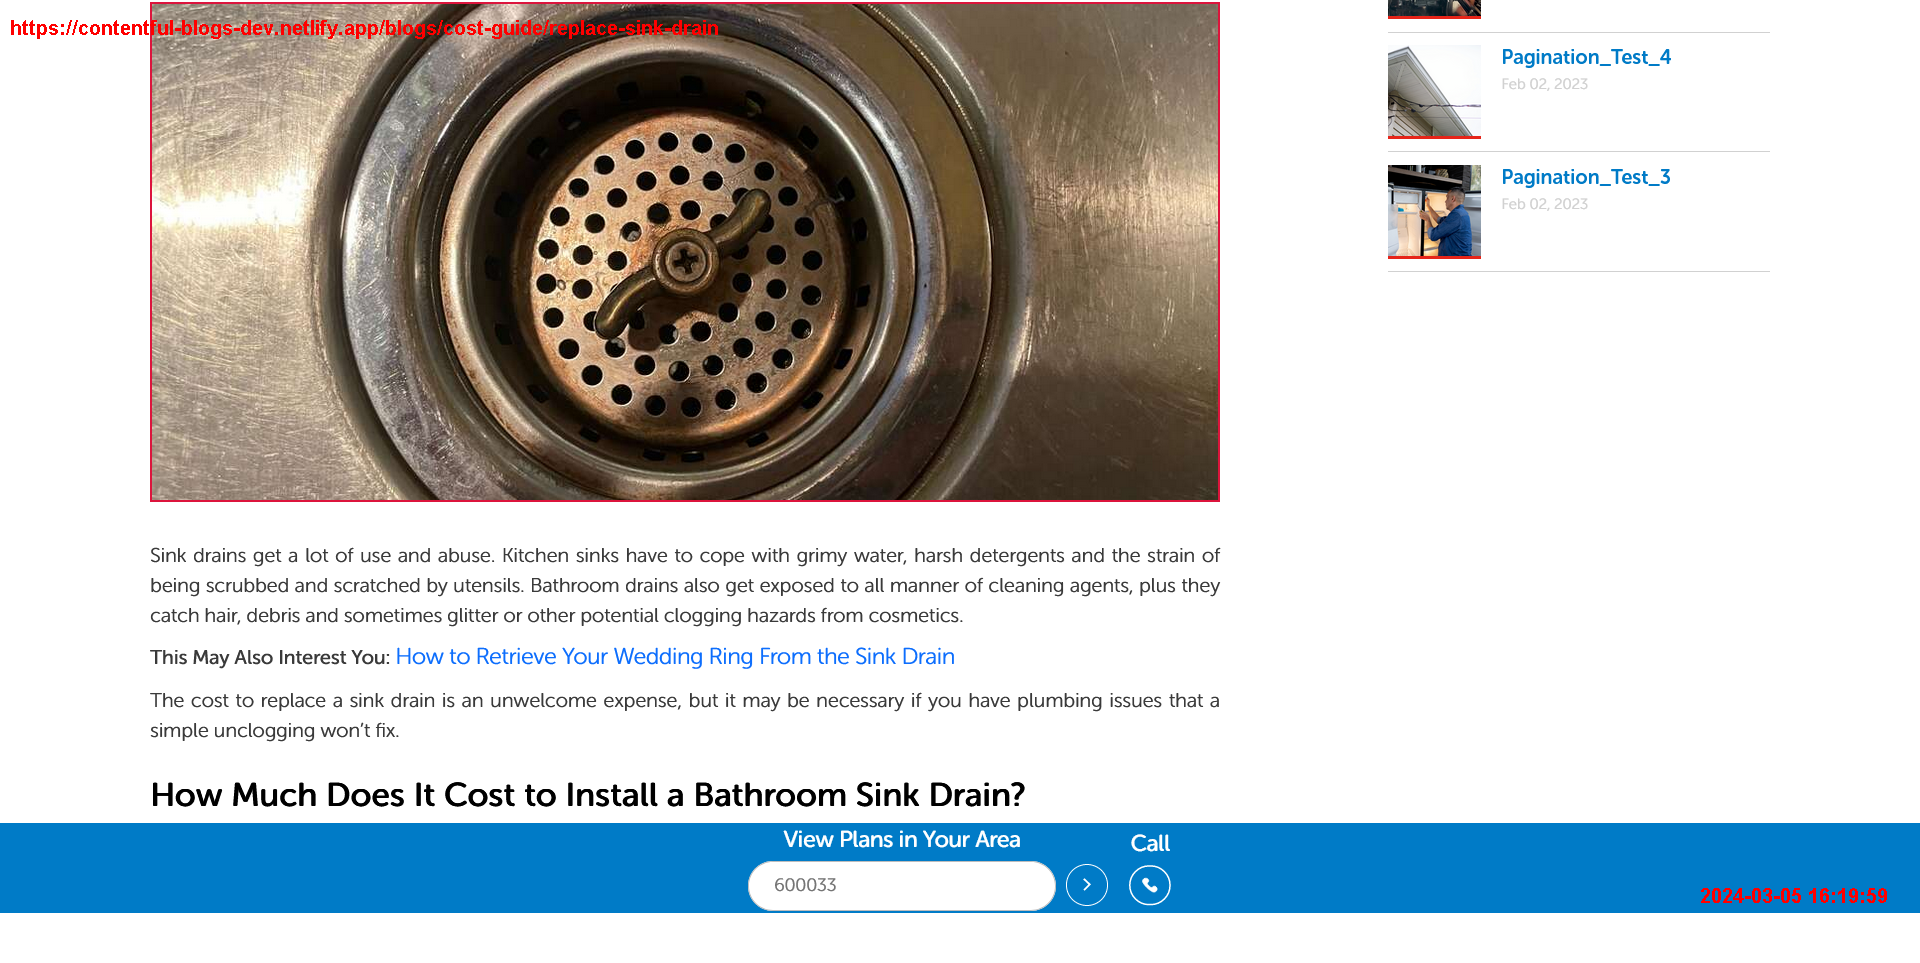 https://contentful-blogs-dev.netlify.app/blogs/cost-guide/replace-sink-drain
Pagination_Test_4
Feb 02, 2023
Pagination_Test_3
Feb 02, 2023
Sink drains get a lot of use and abuse. Kitchen sinks have to cope with grimy water, harsh detergents and the strain of
being scrubbed and scratched by utensils. Bathroom drains also get exposed to all manner of cleaning agents, plus they
catch hair, debris and sometimes glitter or other potential clogging hazards from cosmetics.
This May Also Interest You: How to Retrieve Your Wedding Ring From the Sink Drain
The cost to replace a sink drain is an unwelcome expense, but it may be necessary if you have plumbing issues that a
simple unclogging won’t fix.
How Much Does It Cost to Install a Bathroom Sink Drain?
View Plans in Your Area
Call
600033
2024-03-05 16:19:59